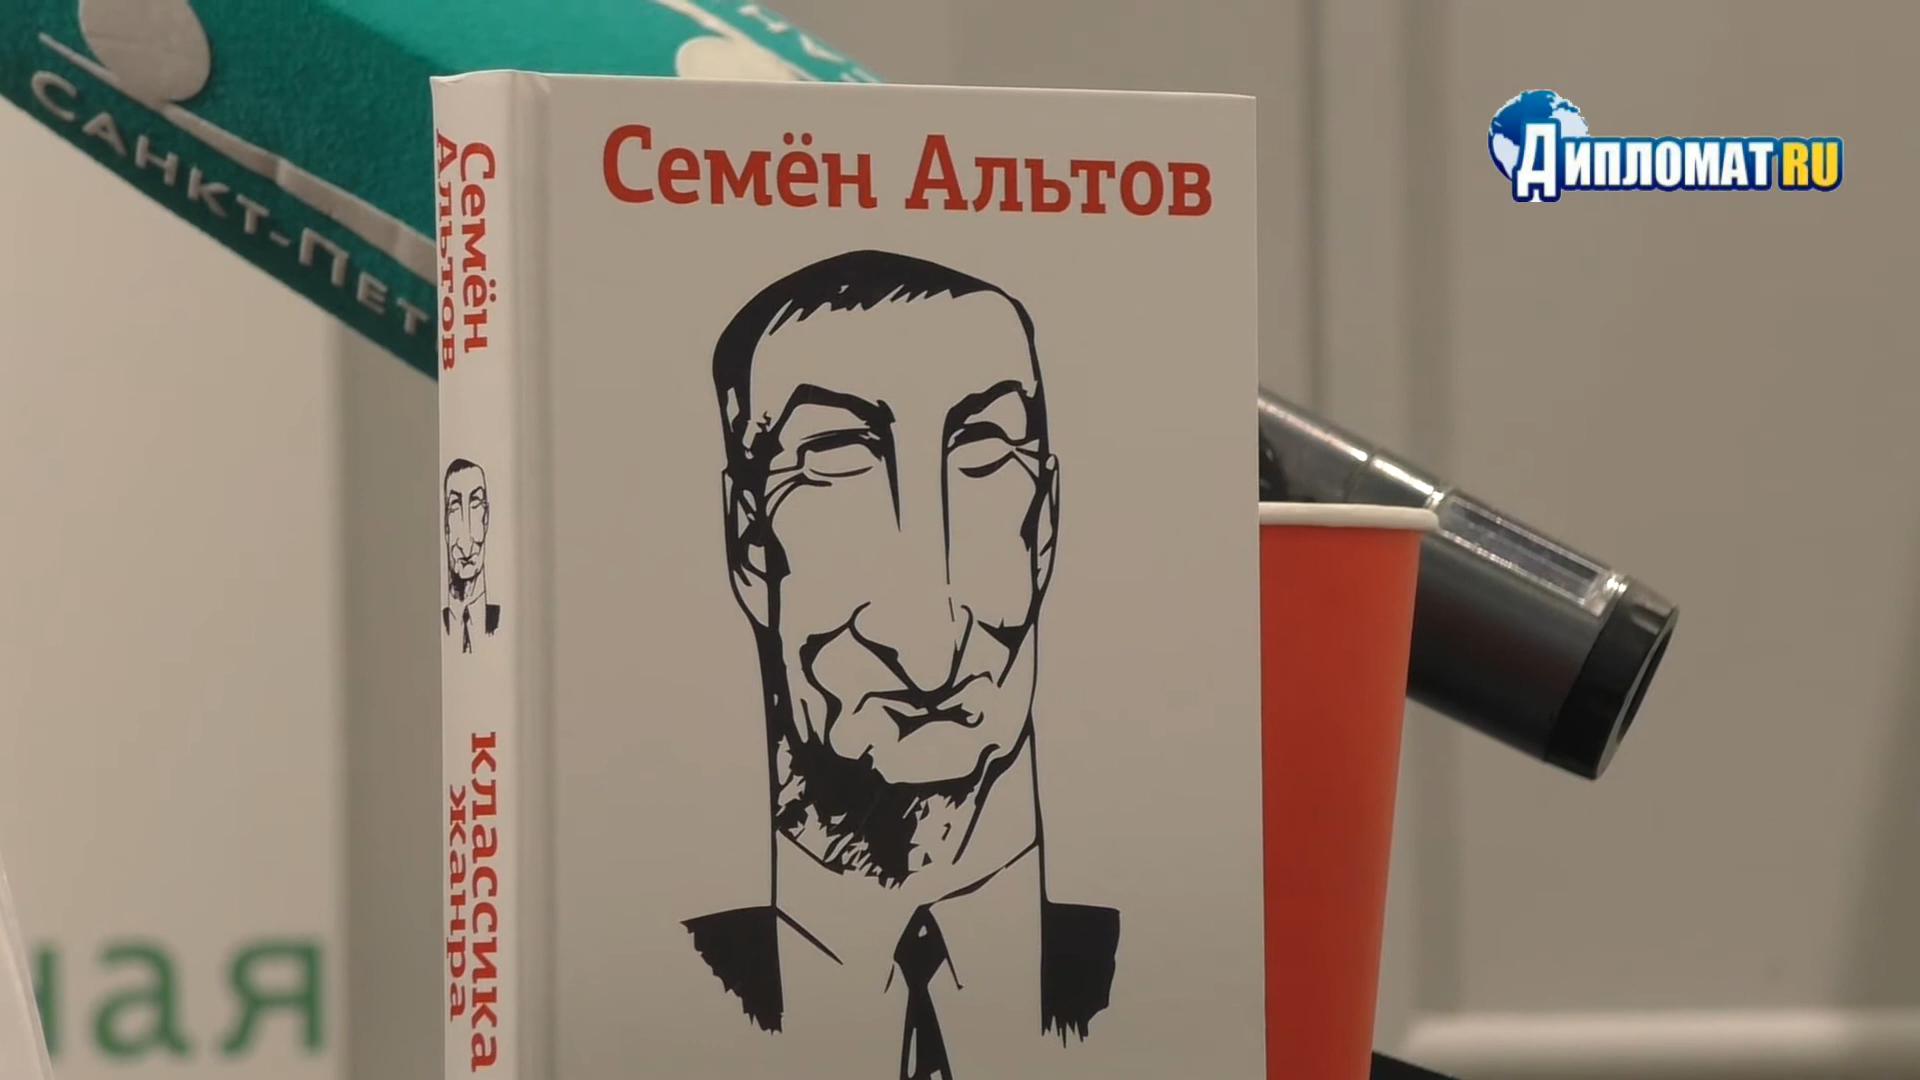 САНКТ-ПЕТ
ДИПЛОМАТ RU
Семён Альтов
Семён
Альтов
классика
жанра
ная